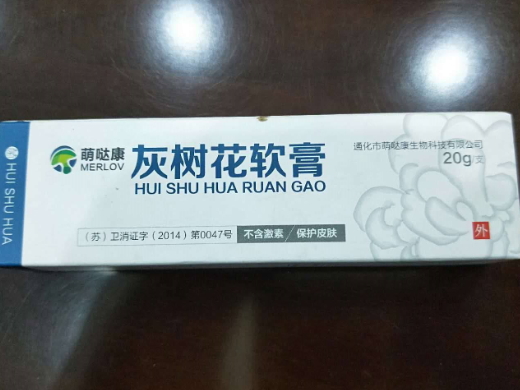 HUI SHU HUA
萌哒康
MERLOV
灰树花软膏
HUI SHU HUA RUAN GAO
通化市萌哒康生物科技有限公司
20g/支
(苏)卫消证字(2014)第0047号
不含激素/保护皮肤
外